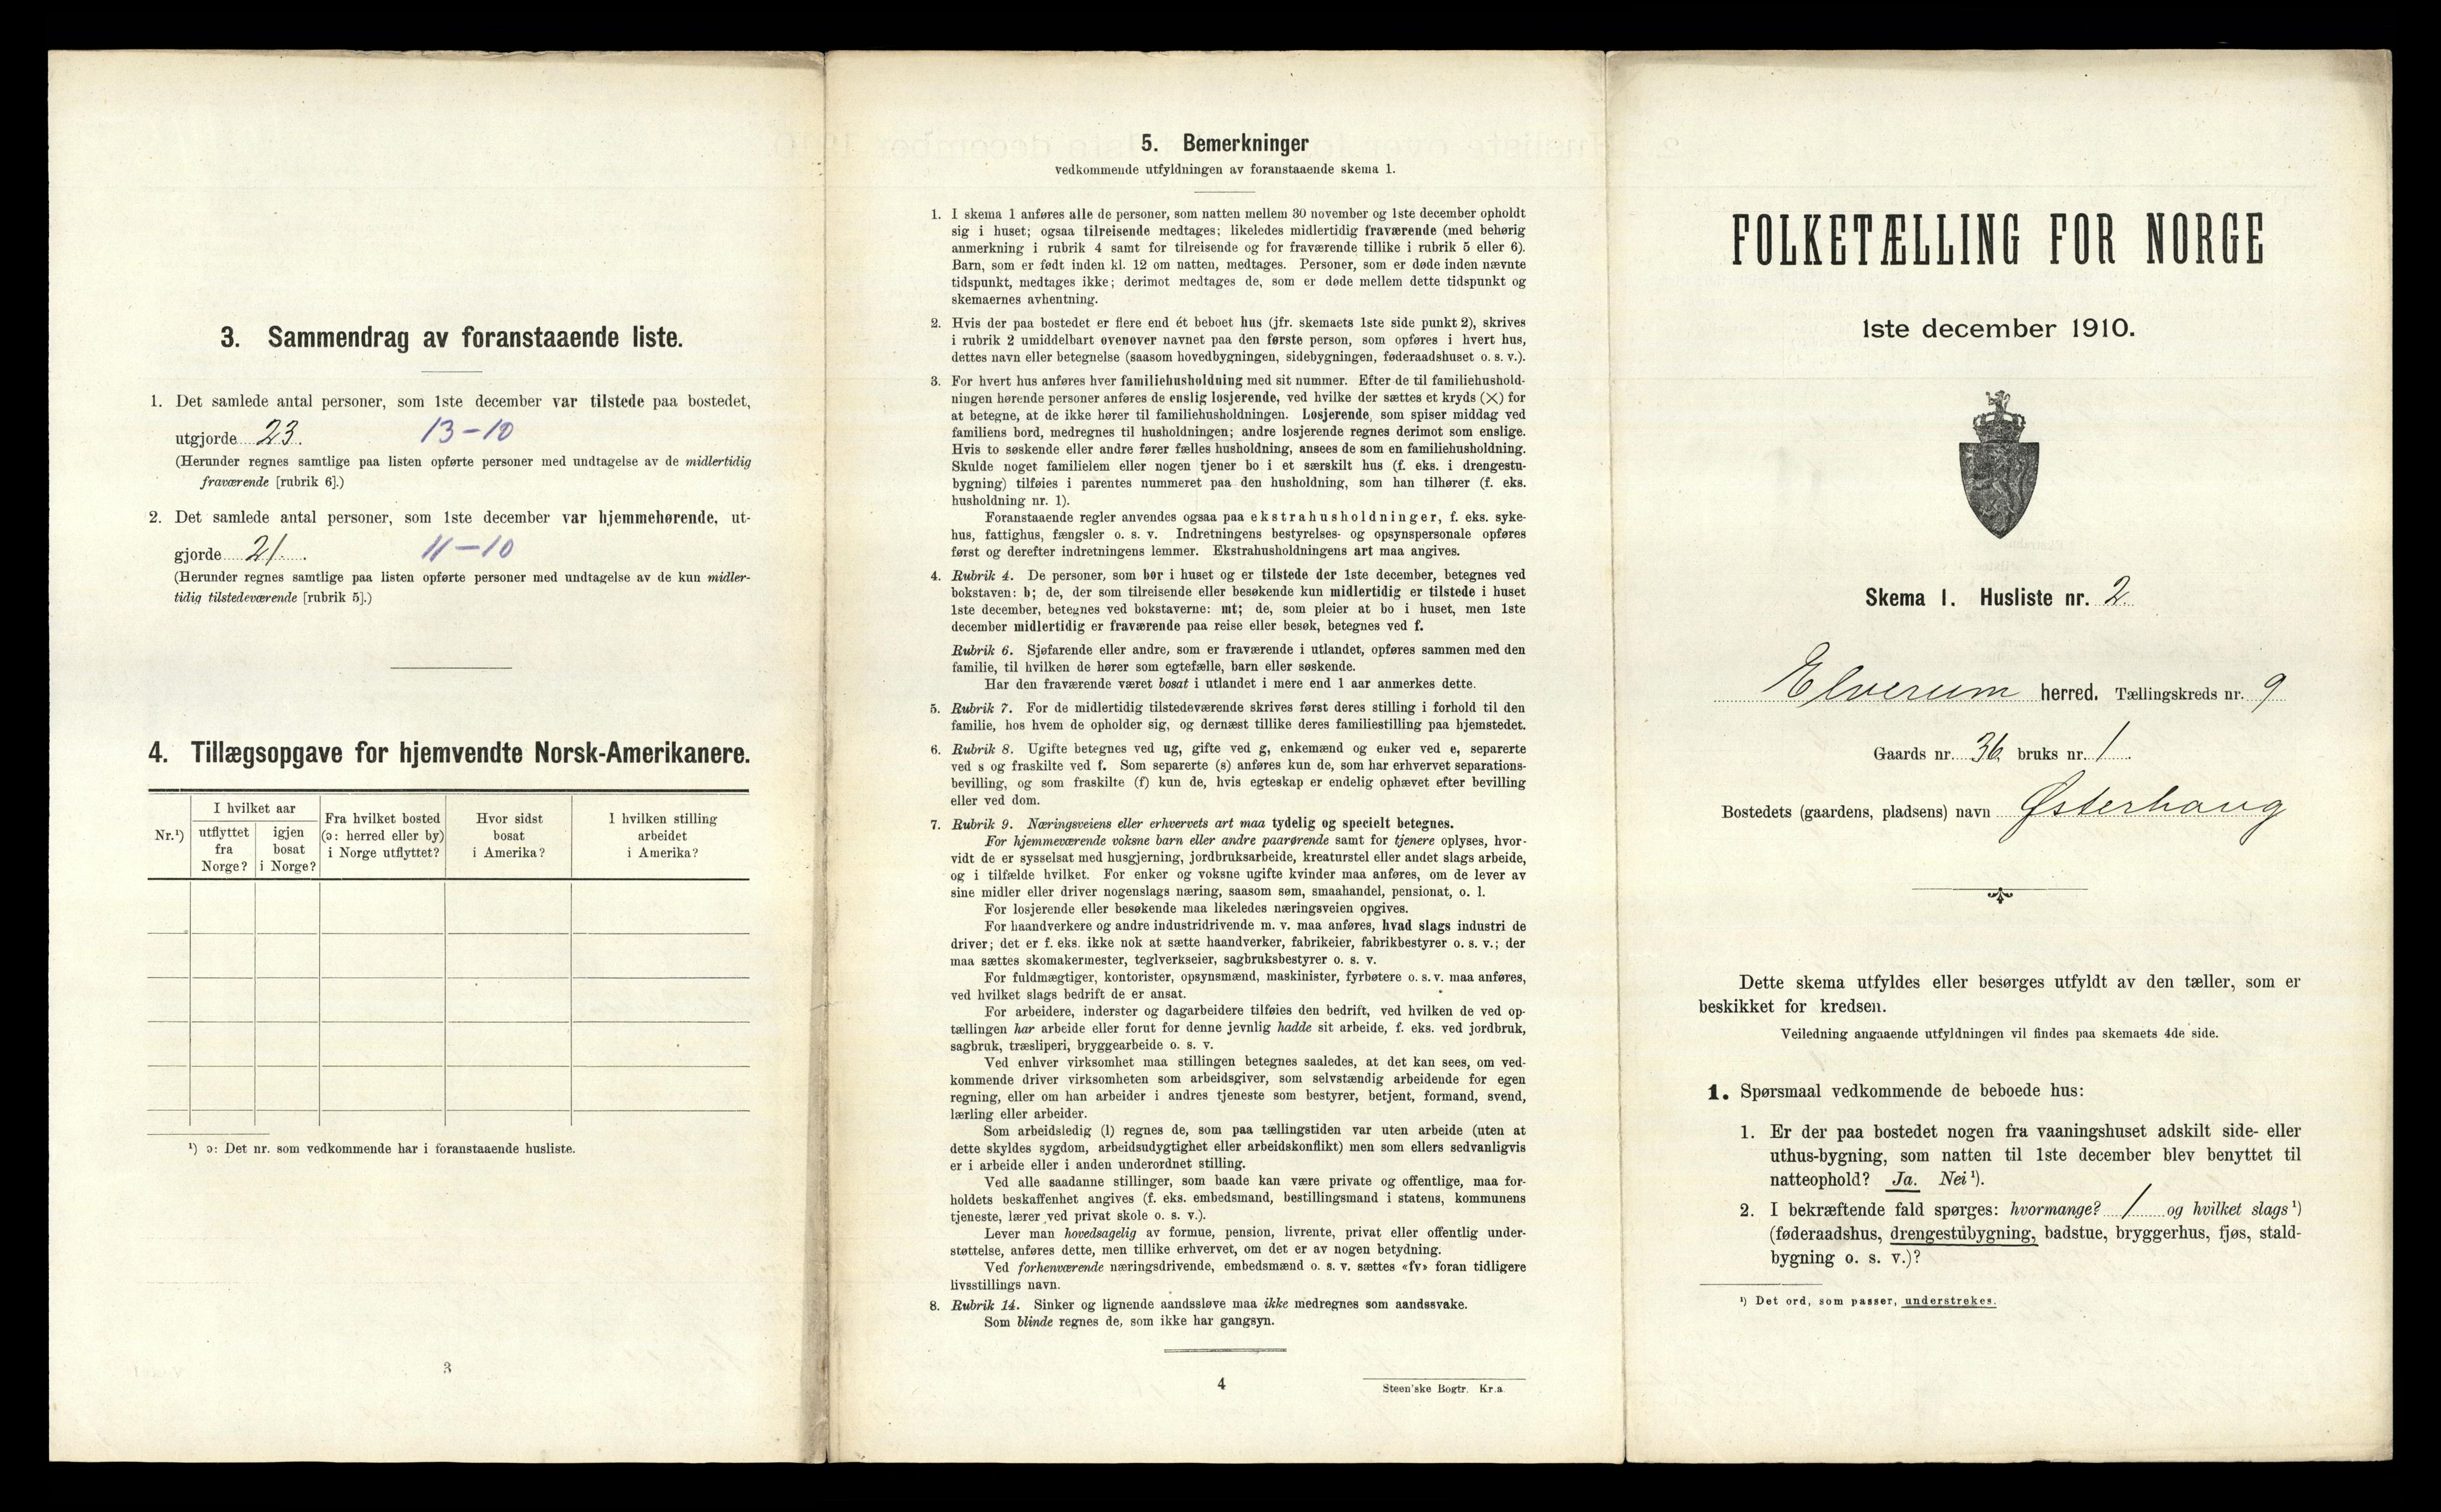 3. Sammendrag av foranstaaende liste.
1. Det samlede antal personer, som 1ste december var tilstede paa bostedet,
utgjorde 23. 13-10
(Herunder regnes samtlige paa listen opførte personer med undtagelse av de midlertidig
fraværende [rubrik 6].)
2. Det samlede antal personer, som 1ste december var hjemmehørende, ut-
gjorde 21. 11-10
(Herunder regnes samtlige paa listen opførte personer med undtagelse av de kun midler-
tidig tilstedeværende [rubrik 5].)
4. Tillægsopgave for hjemvendte Norsk-Amerikanere.
Nr.¹)
I hvilket aar
utflyttet
fra
Norge?
igjen
bosat
i Norge?
Fra hvilket bosted
(ɔ: herred eller by)
i Norge utflyttet?
Hvor sidst
bosat
i Amerika?
I hvilken stilling
arbeidet
i Amerika?
¹) ɔ: Det nr. som vedkommende har i foranstaaende husliste.
3
5. Bemerkninger
vedkommende utfyldningen av foranstaaende skema 1.
1. I skema 1 anføres alle de personer, som natten mellem 30 november og 1ste december opholdt
sig i huset; ogsaa tilreisende medtages; likeledes midlertidig fraværende (med behørig
anmerkning i rubrik 4 samt for tilreisende og for fraværende tillike i rubrik 5 eller 6).
Barn, som er født inden kl. 12 om natten, medtages. Personer, som er døde inden nævnte
tidspunkt, medtages ikke; derimot medtages de, som er døde mellem dette tidspunkt og
skemaernes avhentning.
2. Hvis der paa bostedet er flere end ét beboet hus (jfr. skemaets 1ste side punkt 2), skrives
i rubrik 2 umiddelbart ovenover navnet paa den første person, som opføres i hvert hus,
dettes navn eller betegnelse (saasom hovedbygningen, sidebygningen, føderaadshuset o. s. v.).
3. For hvert hus anføres hver familiehusholdning med sit nummer. Efter de til familiehushold-
ningen hørende personer anføres de enslig losjerende, ved hvilke der sættes et kryds (×) for
at betegne, at de ikke hører til familiehusholdningen. Losjerende, som spiser middag ved
familiens bord, medregnes til husholdningen; andre losjerende regnes derimot som enslige.
Hvis to søskende eller andre fører fælles husholdning, ansees de som en familiehusholdning.
Skulde noget familielem eller nogen tjener bo i et særskilt hus (f. eks. i drengestu-
bygning) tilføies i parentes nummeret paa den husholdning, som han tilhører (f. eks.
husholdning nr. 1).
Foranstaaende regler anvendes ogsaa paa ekstrahusholdninger, f. eks. syke-
hus, fattighus, fængsler o. s. v. Indretningens bestyrelses- og opsynspersonale opføres
først og derefter indretningens lemmer. Ekstrahusholdningens art maa angives.
4. Rubrik 4. De personer, som bor i huset og er tilstede der 1ste december, betegnes ved
bokstaven: b; de, der som tilreisende eller besøkende kun midlertidig er tilstede i huset
1ste december, betegnes ved bokstaverne: mt; de, som pleier at bo i huset, men 1ste
december midlertidig er fraværende paa reise eller besøk, betegnes ved f.
Rubrik 6. Sjøfarende eller andre, som er fraværende i utlandet, opføres sammen med den
familie, til hvilken de hører som egtefælle, barn eller søskende.
Har den fraværende været bosat i utlandet i mere end 1 aar anmerkes dette.
5. Rubrik 7. For de midlertidig tilstedeværende skrives først deres stilling i forhold til den
familie, hos hvem de opholder sig, og dernæst tillike deres familiestilling paa hjemstedet.
6. Rubrik 8. Ugifte betegnes ved ug, gifte ved g, enkemænd og enker ved e, separerte
ved s og fraskilte ved f. Som separerte (s) anføres kun de, som har erhvervet separations-
bevilling, og som fraskilte (f) kun de, hvis egteskap er endelig ophævet efter bevilling
eller ved dom.
7. Rubrik 9. Næringsveiens eller erhvervets art maa tydelig og specielt betegnes.
For hjemmeværende voksne barn eller andre paarørende samt for tjenere oplyses, hvor-
vidt de er sysselsat med husgjerning, jordbruksarbeide, kreaturstel eller andet slags arbeide,
og i tilfælde hvilket. For enker og voksne ugifte kvinder maa anføres, om de lever av
sine midler eller driver nogenslags næring, saasom søm, smaahandel, pensionat, o. l.
For losjerende eller besøkende maa likeledes næringsveien opgives.
For haandverkere og andre industridrivende m. v. maa anføres, hvad slags industri de
driver; det er f. eks. ikke nok at sætte haandverker, fabrikeier, fabrikbestyrer o. s. v.; der
maa sættes skomakermester, teglverkseier, sagbruksbestyrer o. s. v.
For fuldmægtiger, kontorister, opsynsmænd, maskinister, fyrbøtere o. s. v. maa anføres,
ved hvilket slags bedrift de er ansat.
For arbeidere, inderster og dagarbeidere tilføies den bedrift, ved hvilken de ved op-
tællingen har arbeide eller forut for denne jevnlig hadde sit arbeide, f. eks. ved jordbruk,
sagbruk, træsliperi, bryggearbeide o. s. v.
Ved enhver virksomhet maa stillingen betegnes saaledes, at det kan sees, om ved-
kommende driver virksomheten som arbeidsgiver, som selvstændig arbeidende for egen
regning, eller om han arbeider i andres tjeneste som bestyrer, betjent, formand, svend,
lærling eller arbeider.
Som arbeidsledig (l) regnes de, som paa tællingstiden var uten arbeide (uten at
dette skyldes sygdom, arbeidsudygtighet eller arbeidskonflikt) men som ellers sedvanligvis
er i arbeide eller i anden underordnet stilling.
Ved alle saadanne stillinger, som baade kan være private og offentlige, maa for-
holdets beskaffenhet angives (f. eks. embedsmand, bestillingsmand i statens, kommunens
tjeneste, lærer ved privat skole o. s. v.).
Lever man hovedsagelig av formue, pension, livrente, privat eller offentlig under-
støttelse, anføres dette, men tillike erhvervet, om det er av nogen betydning.
Ved forhenværende næringsdrivende, embedsmænd o. s. v. sættes «fv» foran tidligere
livsstillings navn.
8. Rubrik 14. Sinker og lignende aandssløve maa ikke medregnes som aandssvake.
Som blinde regnes de, som ikke har gangsyn.
4
Steen'ske Bogtr. Kr.a
FOLKETÆLLING FOR NORGE
1ste december 1910.
Skema 1. Husliste nr. 2.
Elverum herred. Tællingskreds nr. 9
Gaards nr. 36 bruks nr. 1
Bostedets (gaardens, pladsens) navn Østerhaug
Dette skema utfyldes eller besørges utfyldt av den tæller, som er
beskikket for kredsen.
Veiledning angaaende utfyldningen vil findes paa skemaets 4de side.
1. Spørsmaal vedkommende de beboede hus:
1. Er der paa bostedet nogen fra vaaningshuset adskilt side- eller
uthus-bygning, som natten til 1ste december blev benyttet til
natteophold? Ja. Nei¹).
2. I bekræftende fald spørges: hvormange? 1 og hvilket slags¹)
(føderaadshus, drengestubygning, badstue, bryggerhus, fjøs, stald-
bygning o. s. v.)?
¹) Det ord, som passer, understrekes.